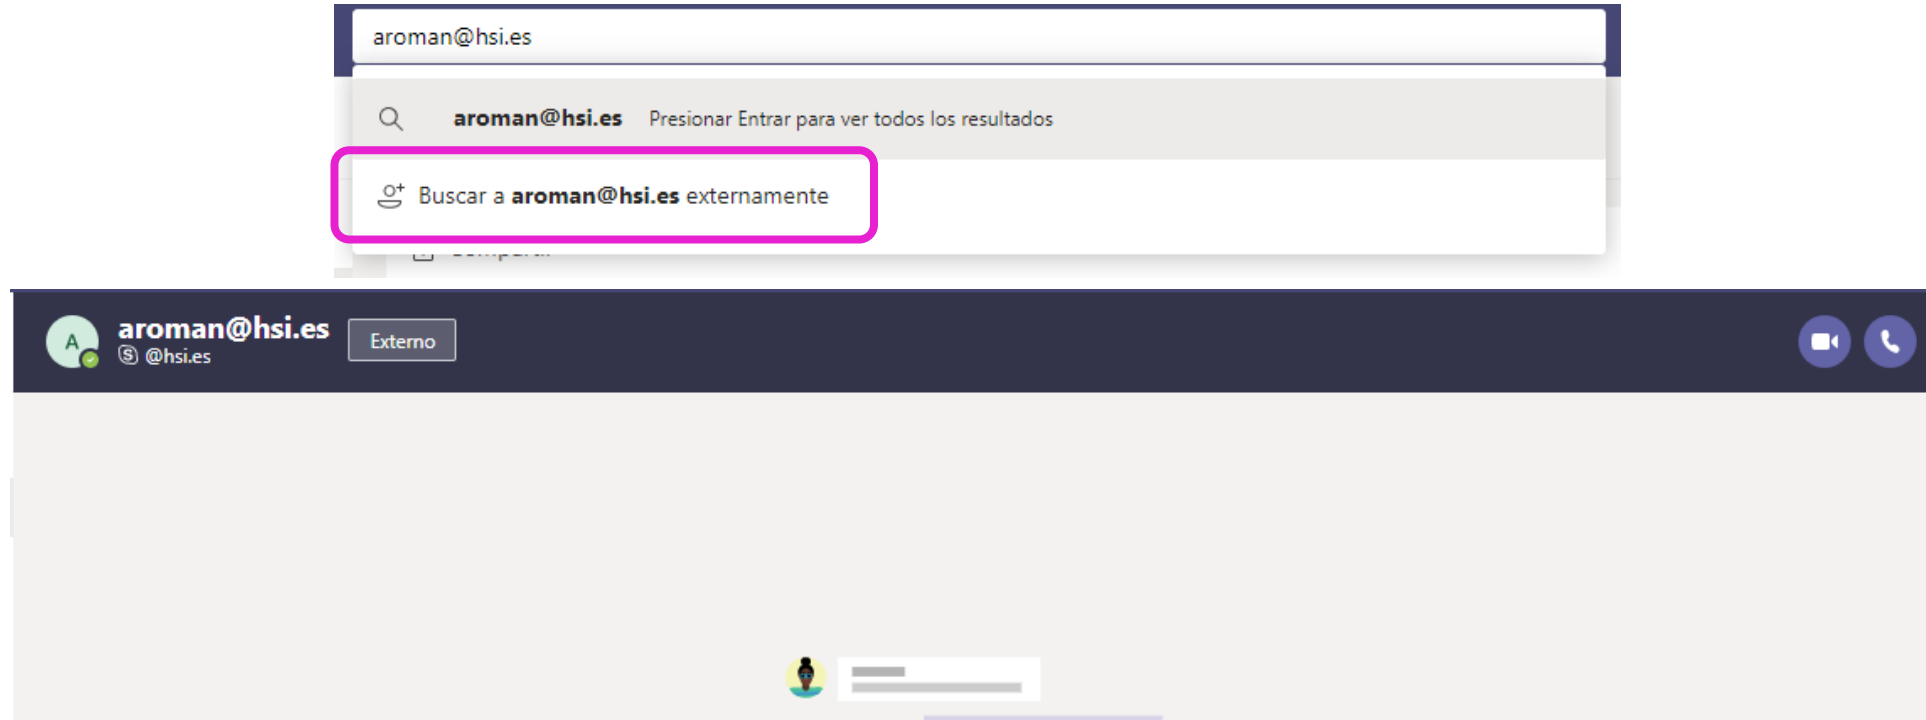 aroman@hsi.es
aroman@hsi.es Presionar Entrar para ver todos los resultados
Buscar a aroman@hsi.es externamente
aroman@hsi.es
@hsi.es
Externo
A